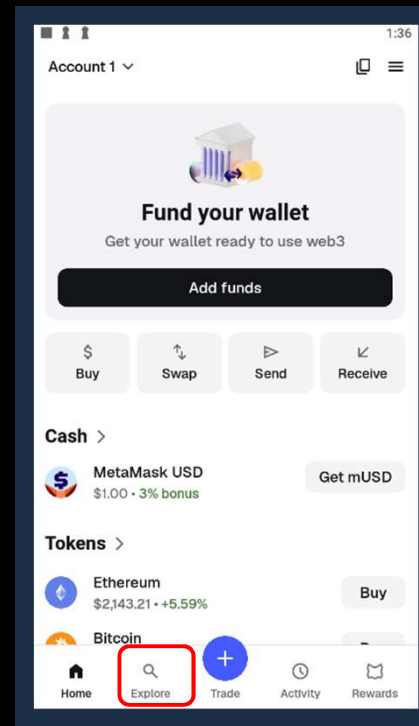 1:36
Account 1
Fund your wallet
Get your wallet ready to use web3
Add funds
$
Buy Swap Send Receive
Cash >
MetaMask USD
$1.00 • 3% bonus
Get mUSD
Tokens >
Ethereum
$2,143.21 • +5.59%
Buy
Bitcoin
Home Explore Trade Activity Rewards